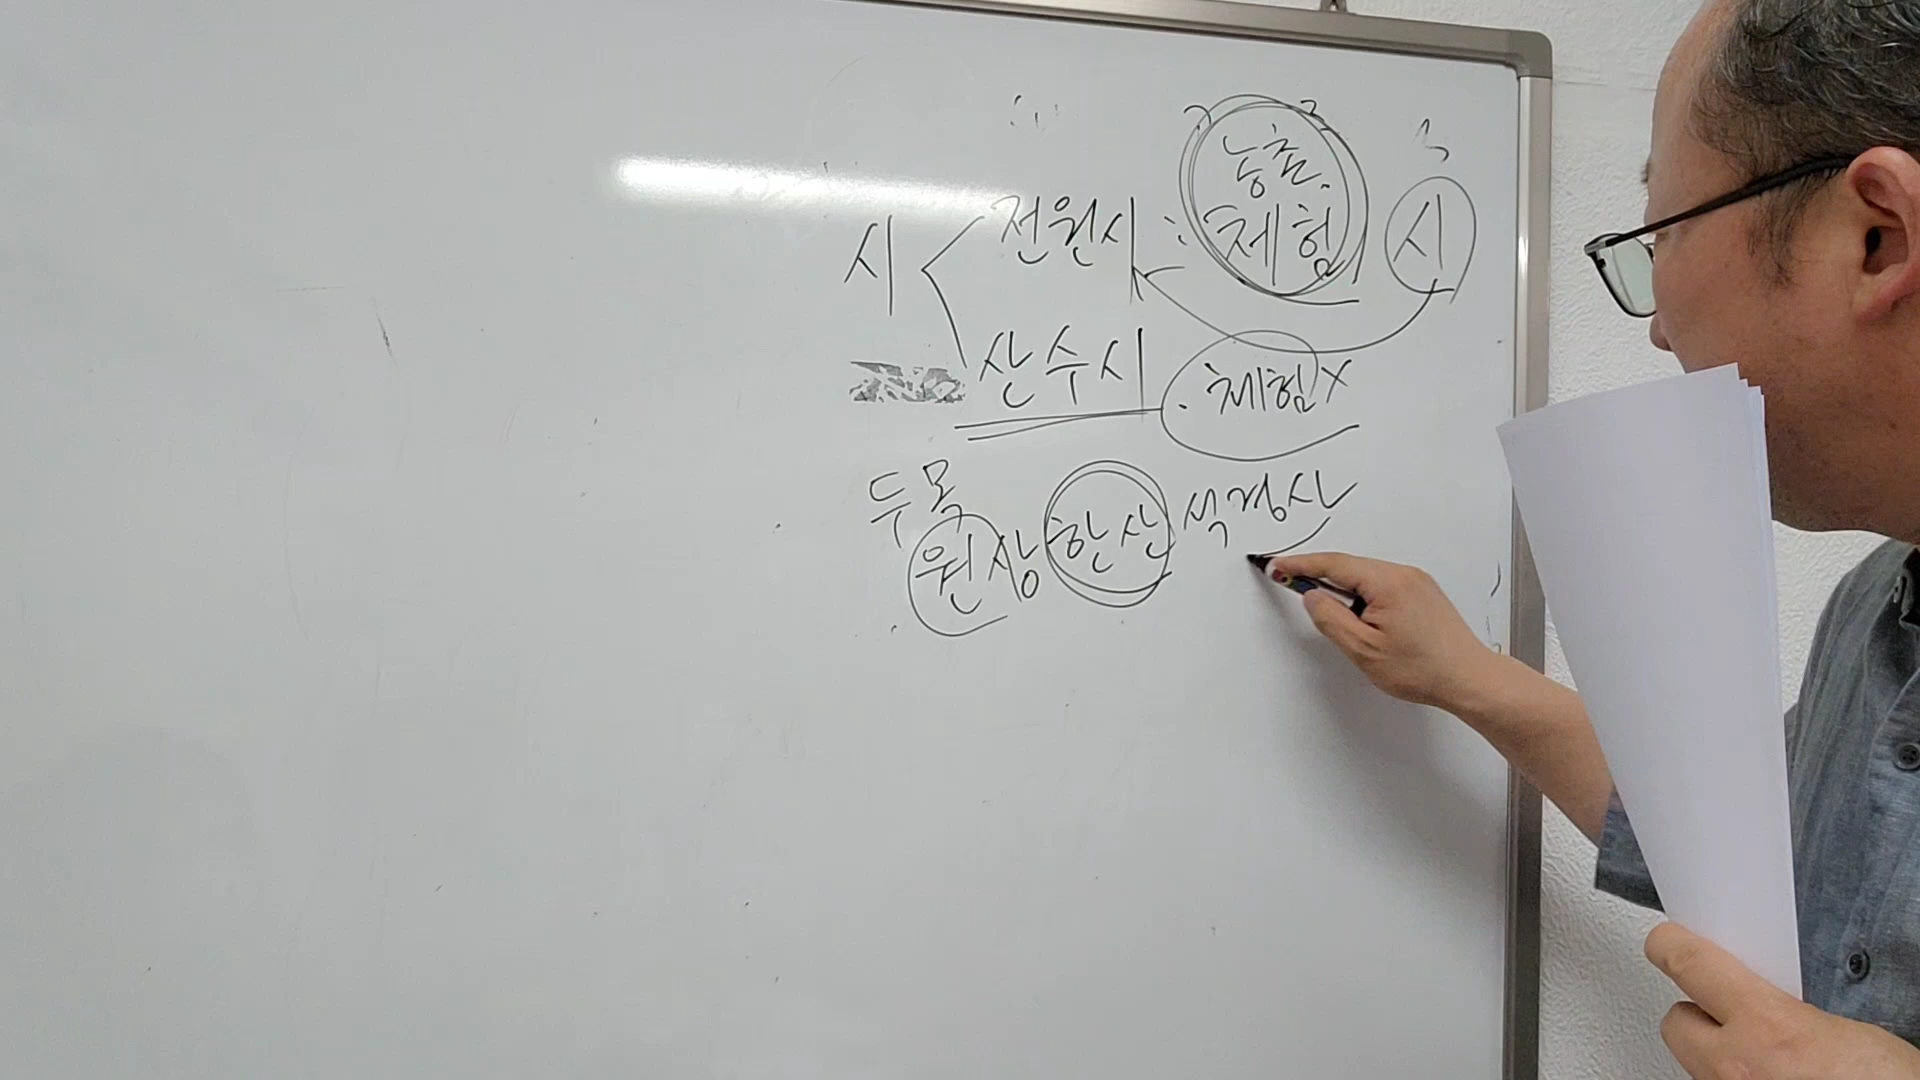 농촌.
시 전원시 : 체험 시
산수시 . 체험 X
두목
원상한산석경사